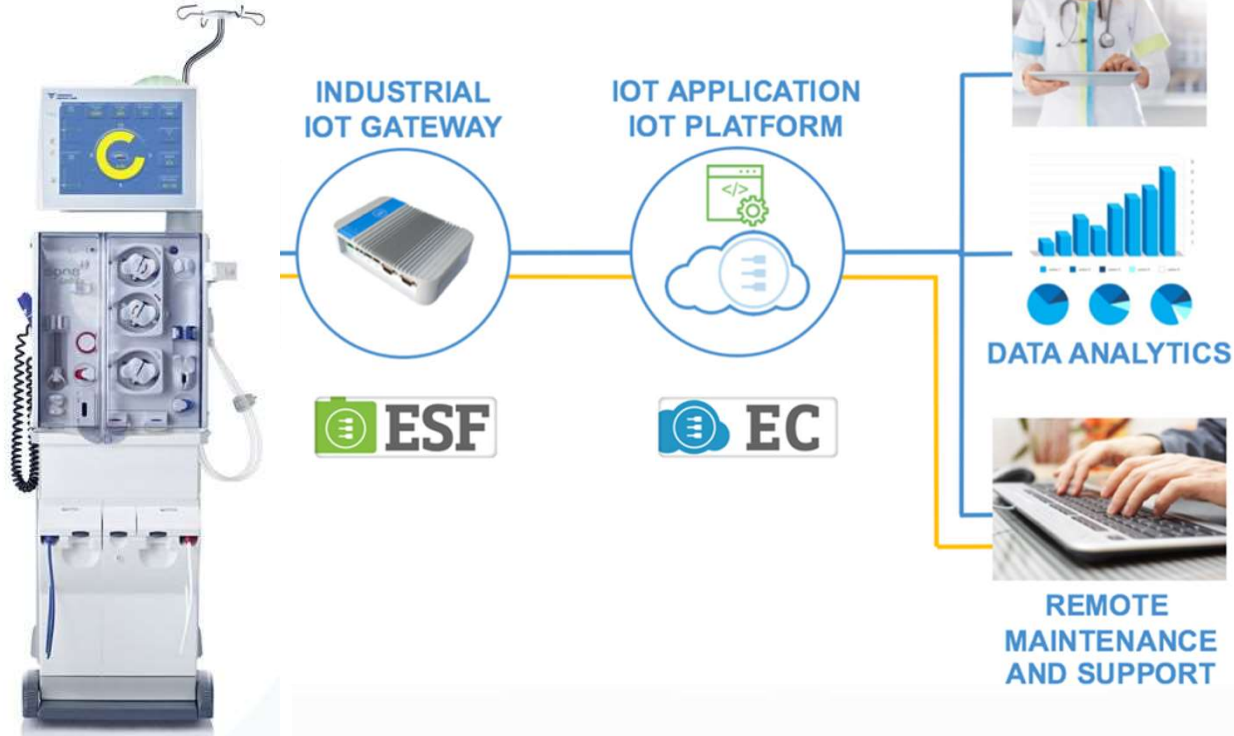 INDUSTRIAL
IOT GATEWAY
IOT APPLICATION
IOT PLATFORM
</>
ESF
EC
DATA ANALYTICS
REMOTE
MAINTENANCE
AND SUPPORT